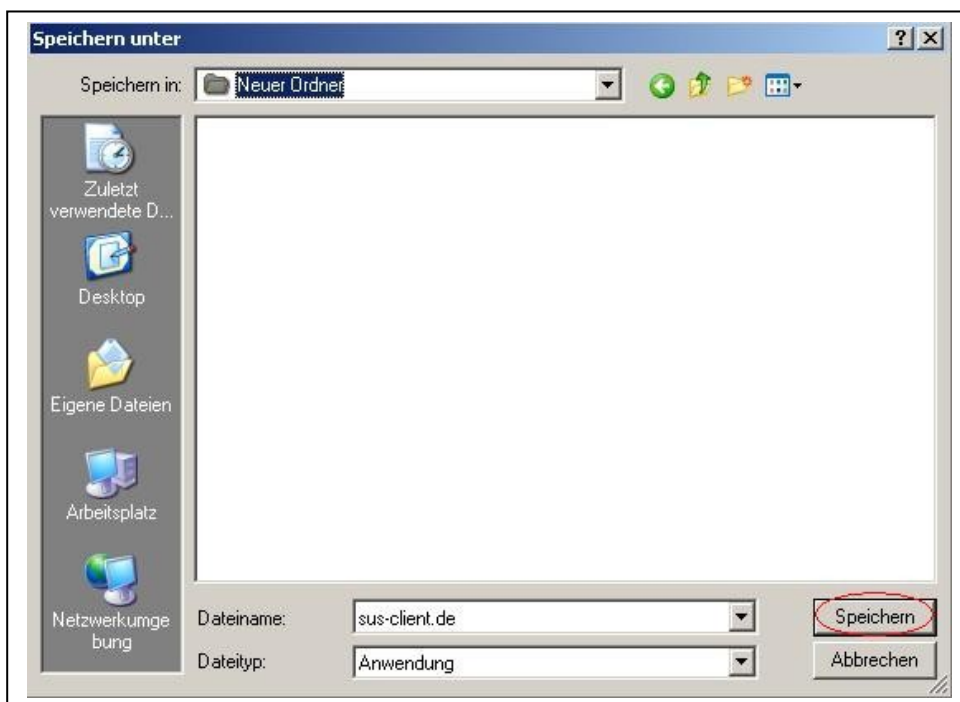 Speichern unter
Speichern in: Neuer Ordner
Zuletzt
verwendete D...
Desktop
Eigene Dateien
Arbeitsplatz
Netzwerkumge
bung
Dateiname: sus-client.de Speichern
Dateityp: Anwendung Abbrechen